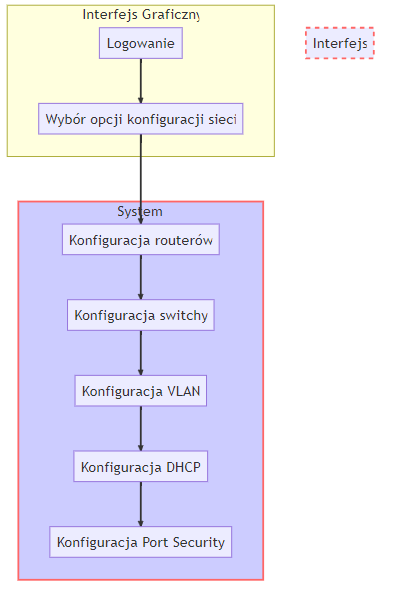 Interfejs Graficzny
Logowanie
Interfejs
Wybór opcji konfiguracji sieci
System
Konfiguracja routerów
Konfiguracja switchy
Konfiguracja VLAN
Konfiguracja DHCP
Konfiguracja Port Security